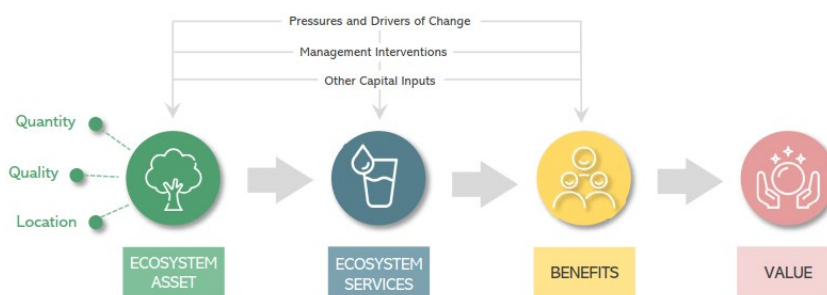 Pressures and Drivers of Change
Management Interventions
Other Capital Inputs
Quantity
Quality
Location
ECOSYSTEM
ASSET
ECOSYSTEM
SERVICES
BENEFITS
VALUE